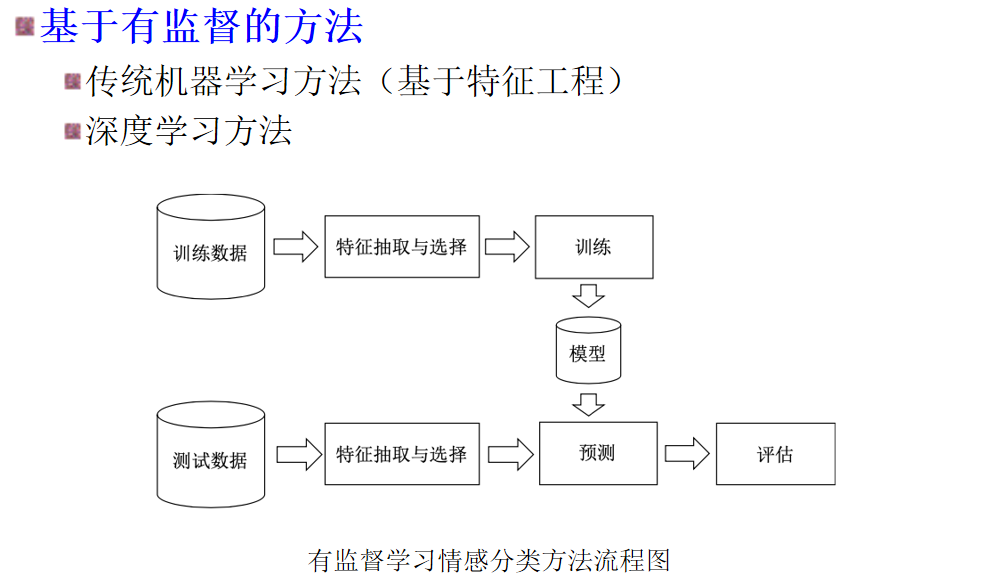 基于有监督的方法
传统机器学习方法（基于特征工程）
深度学习方法
训练数据
特征抽取与选择
训练
模型
测试数据
特征抽取与选择
预测
评估
有监督学习情感分类方法流程图